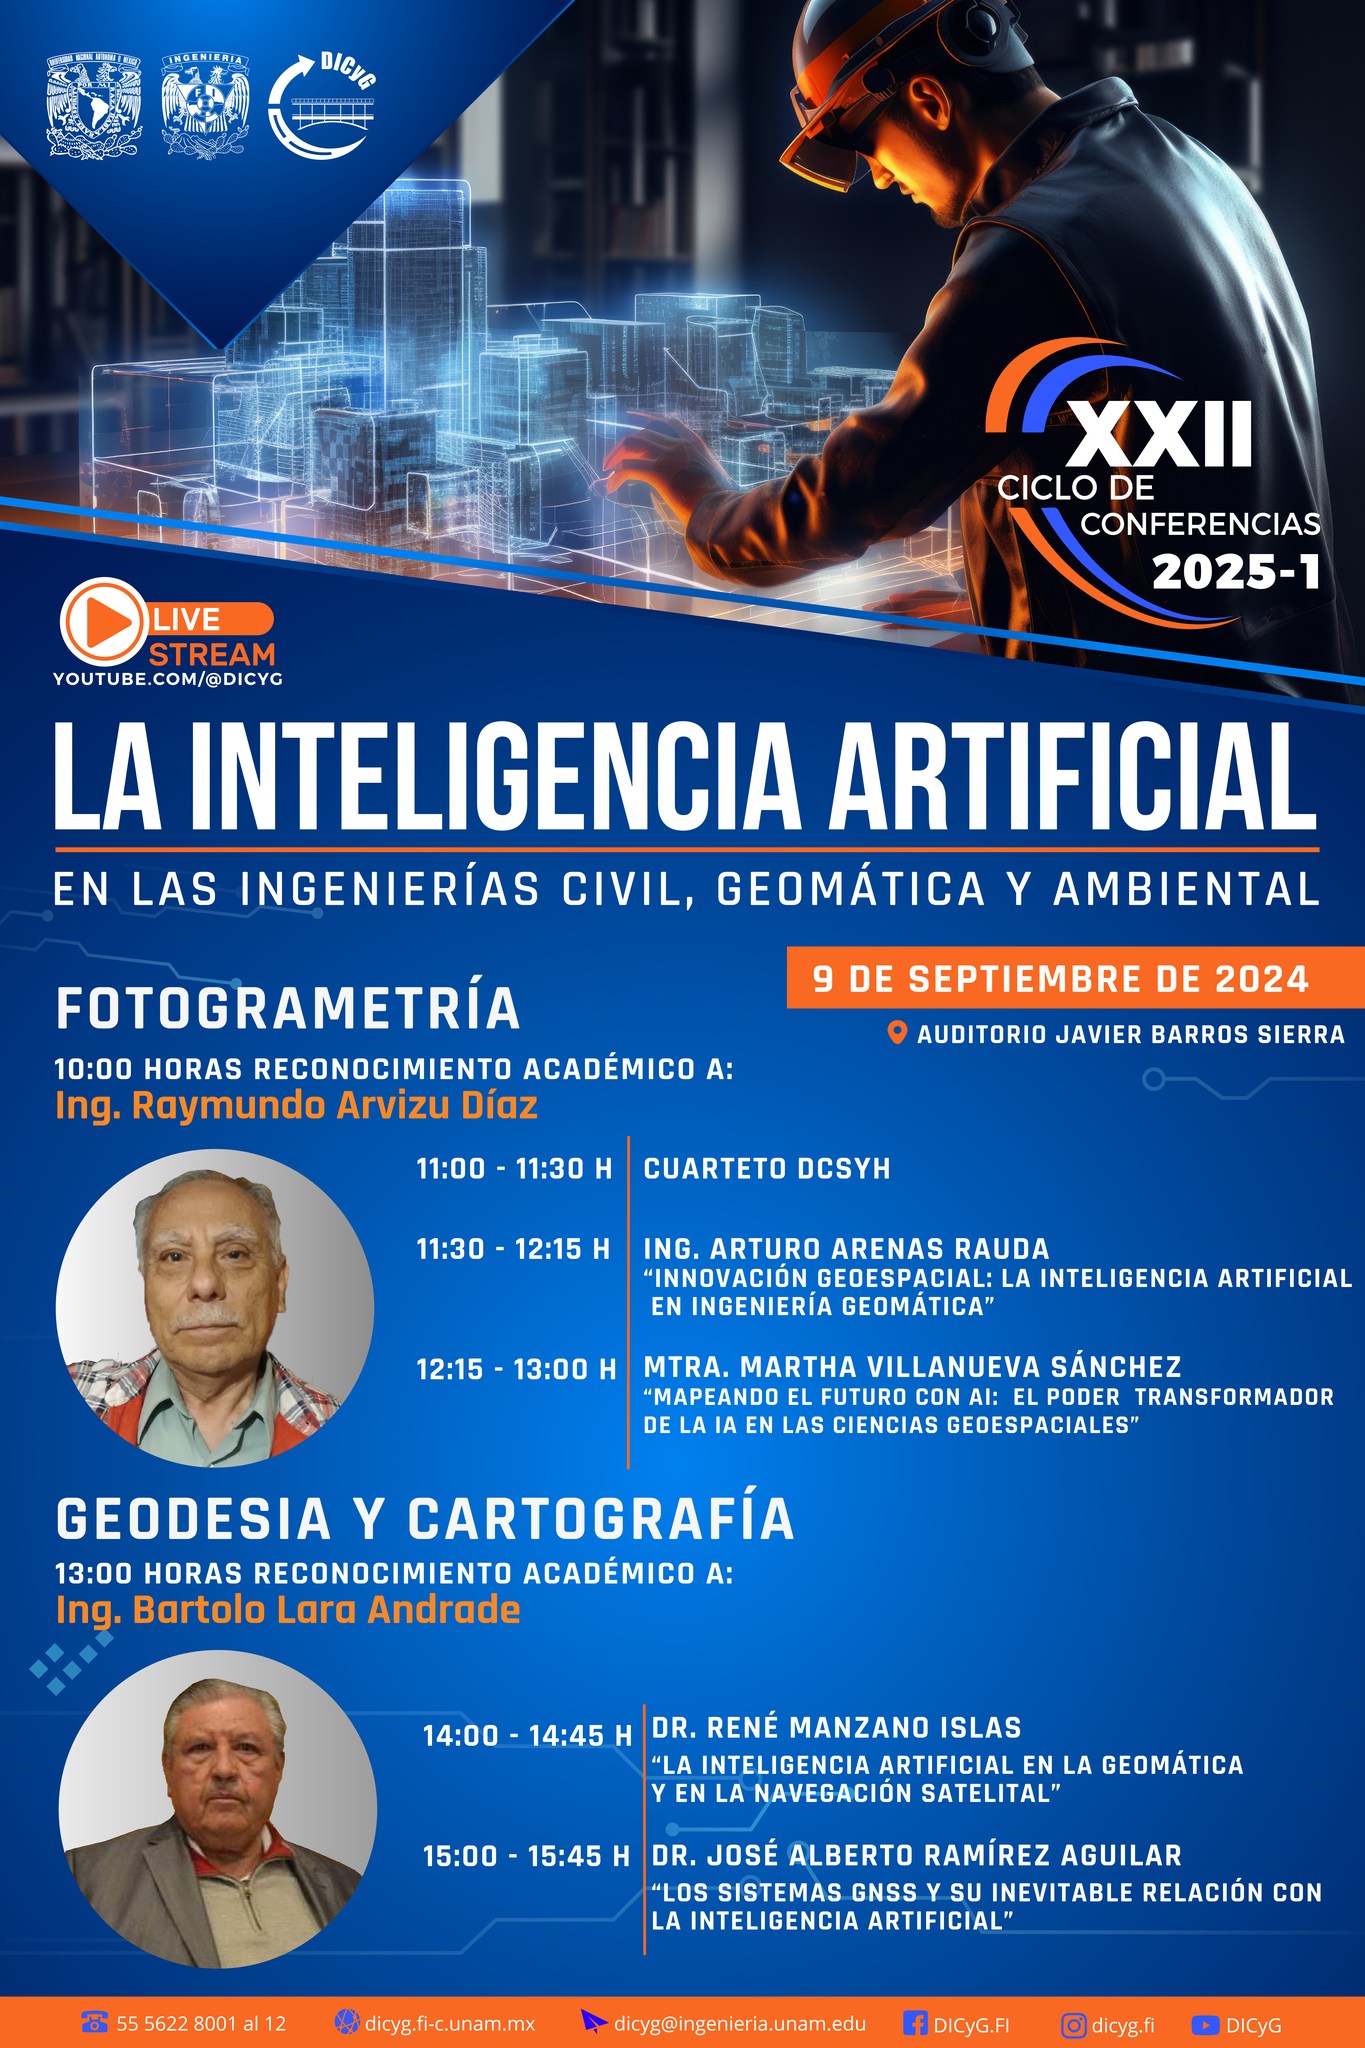 UNIVERSIDAD NACIONAL AUTONOMA DE MEXICO
INGENIERIA
DICyG
XXII
CICLO DE
CONFERENCIAS
2025-1
LIVE
STREAM
YOUTUBE.COM/@DICYG
LA INTELIGENCIA ARTIFICIAL
EN LAS INGENIERÍAS CIVIL, GEOMÁTICA Y AMBIENTAL
9 DE SEPTIEMBRE DE 2024
AUDITORIO JAVIER BARROS SIERRA
FOTOGRAMETRÍA
10:00 HORAS RECONOCIMIENTO ACADÉMICO A:
Ing. Raymundo Arvizu Díaz
11:00 - 11:30 H CUARTETO DCSYH
11:30 - 12:15 H ING. ARTURO ARENAS RAUDA
“INNOVACIÓN GEOESPACIAL: LA INTELIGENCIA ARTIFICIAL
EN INGENIERÍA GEOMÁTICA”
12:15 - 13:00 H MTRA. MARTHA VILLANUEVA SÁNCHEZ
“MAPEANDO EL FUTURO CON AI: EL PODER TRANSFORMADOR
DE LA IA EN LAS CIENCIAS GEOESPACIALES”
GEODESIA Y CARTOGRAFÍA
13:00 HORAS RECONOCIMIENTO ACADÉMICO A:
Ing. Bartolo Lara Andrade
14:00 - 14:45 H DR. RENÉ MANZANO ISLAS
“LA INTELIGENCIA ARTIFICIAL EN LA GEOMÁTICA
Y EN LA NAVEGACIÓN SATELITAL”
15:00 - 15:45 H DR. JOSÉ ALBERTO RAMÍREZ AGUILAR
“LOS SISTEMAS GNSS Y SU INEVITABLE RELACIÓN CON
LA INTELIGENCIA ARTIFICIAL”
55 5622 8001 al 12 dicyg.fi-c.unam.mx dicyg@ingenieria.unam.edu DICyG.FI dicyg.fi DICyG